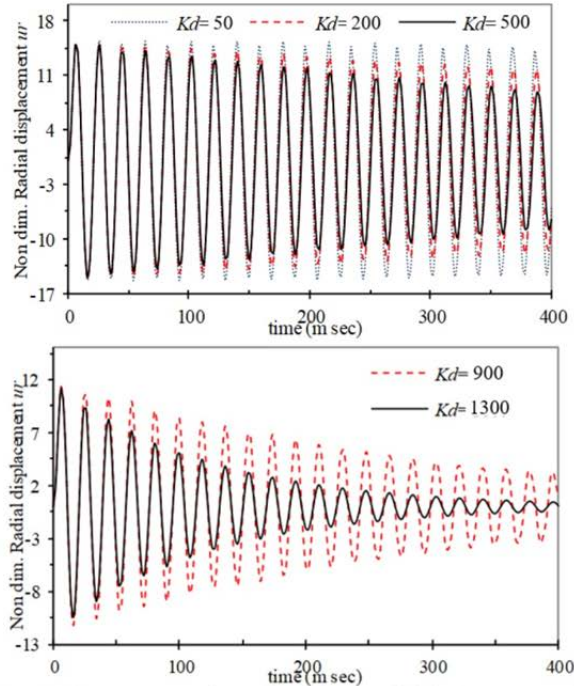 Kd= 50 Kd= 200 Kd= 500
Non dim. Radial displacement ur
18
11
4
-3
-10
-17
0 100 200 300 400
time (m sec)
Kd= 900
Kd= 1300
Non dim. Radial displacement ur
12
7
2
-3
-8
-13
0 100 200 300 400
time (m sec)